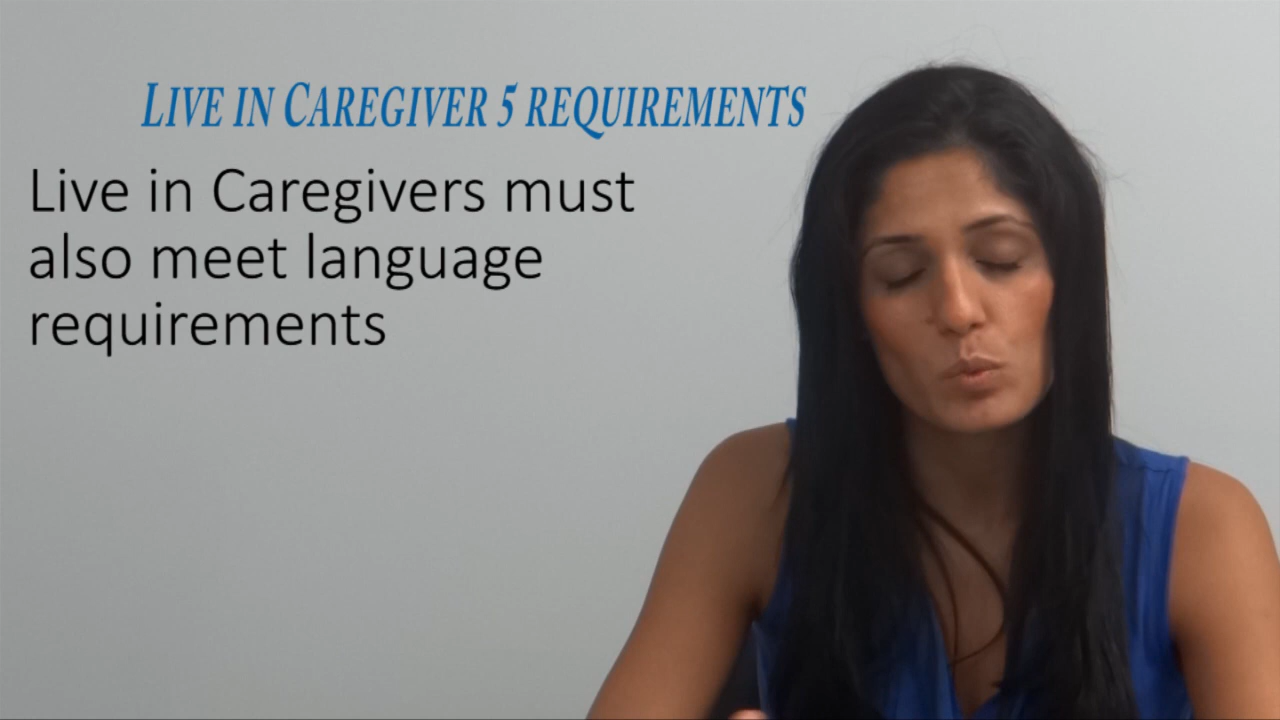 LIVE IN CAREGIVER 5 REQUIREMENTS
Live in Caregivers must
also meet language
requirements